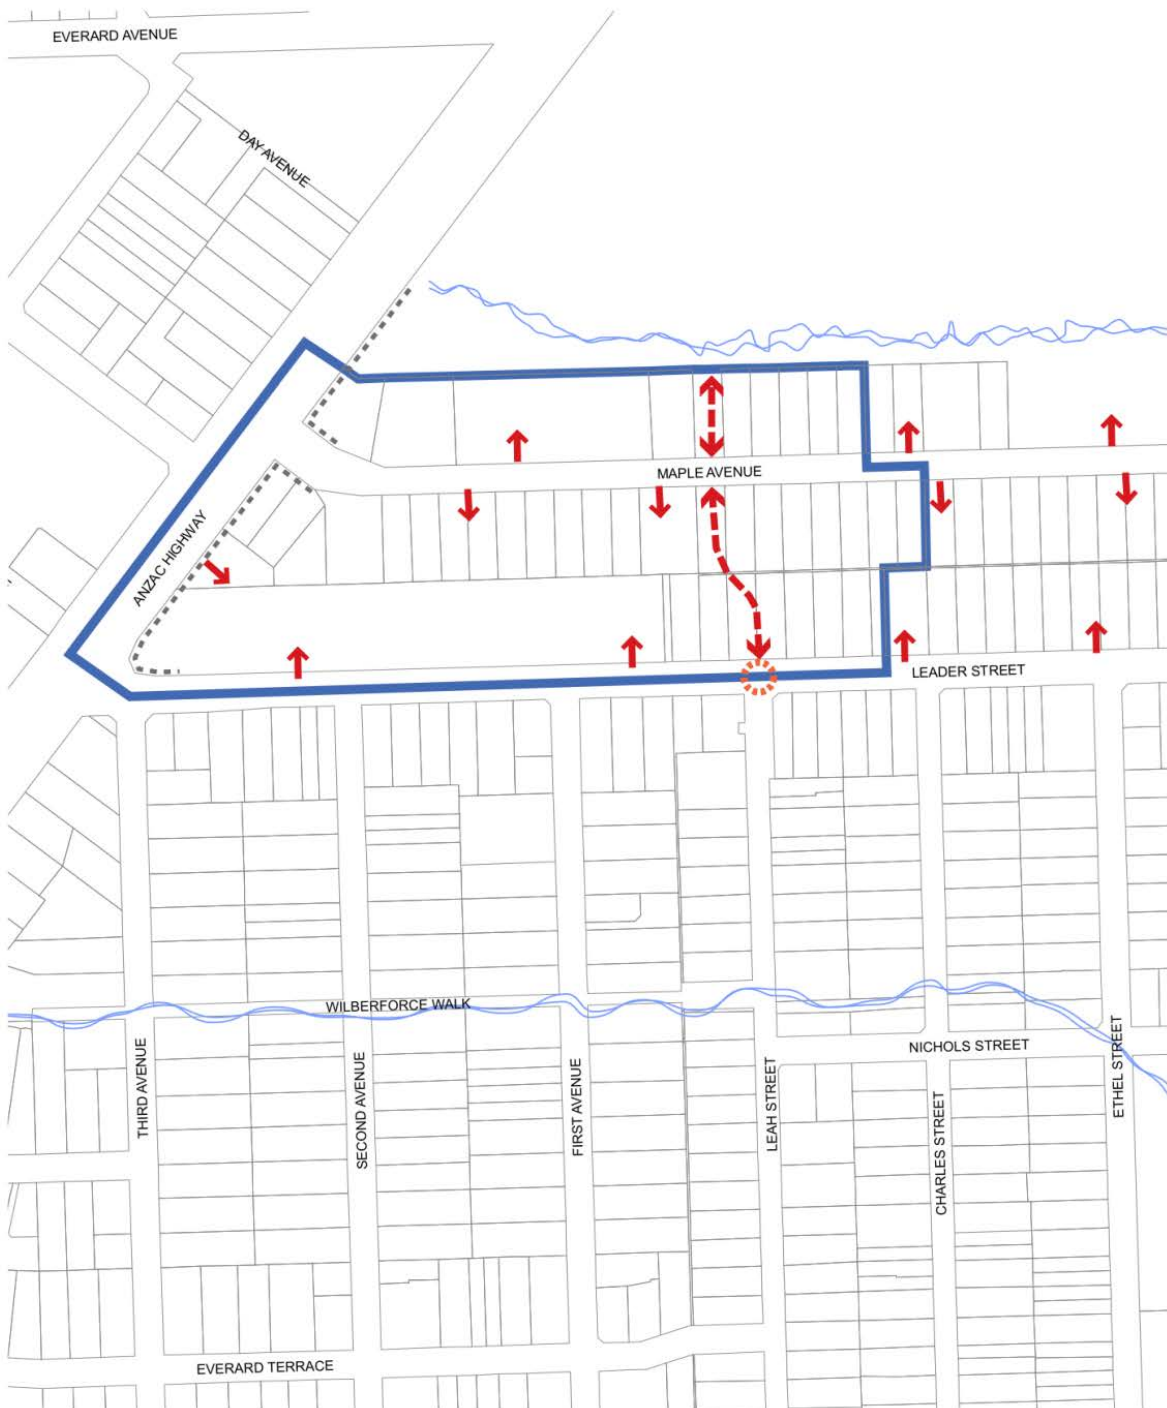 EVERARD AVENUE
DAY AVENUE
MAPLE AVENUE
ANZAC HIGHWAY
LEADER STREET
WILBERFORCE WALK
NICHOLS STREET
THIRD AVENUE
SECOND AVENUE
FIRST AVENUE
LEAH STREET
CHARLES STREET
ETHEL STREET
EVERARD TERRACE